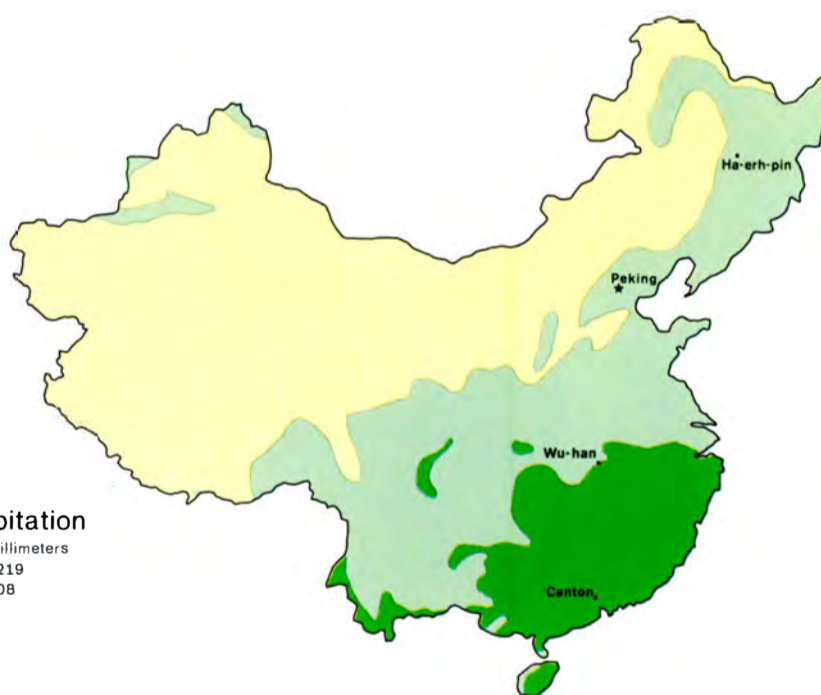 Ha-erh-pin
Peking
Wu-han
Canton
pitation
illimeters
219
08